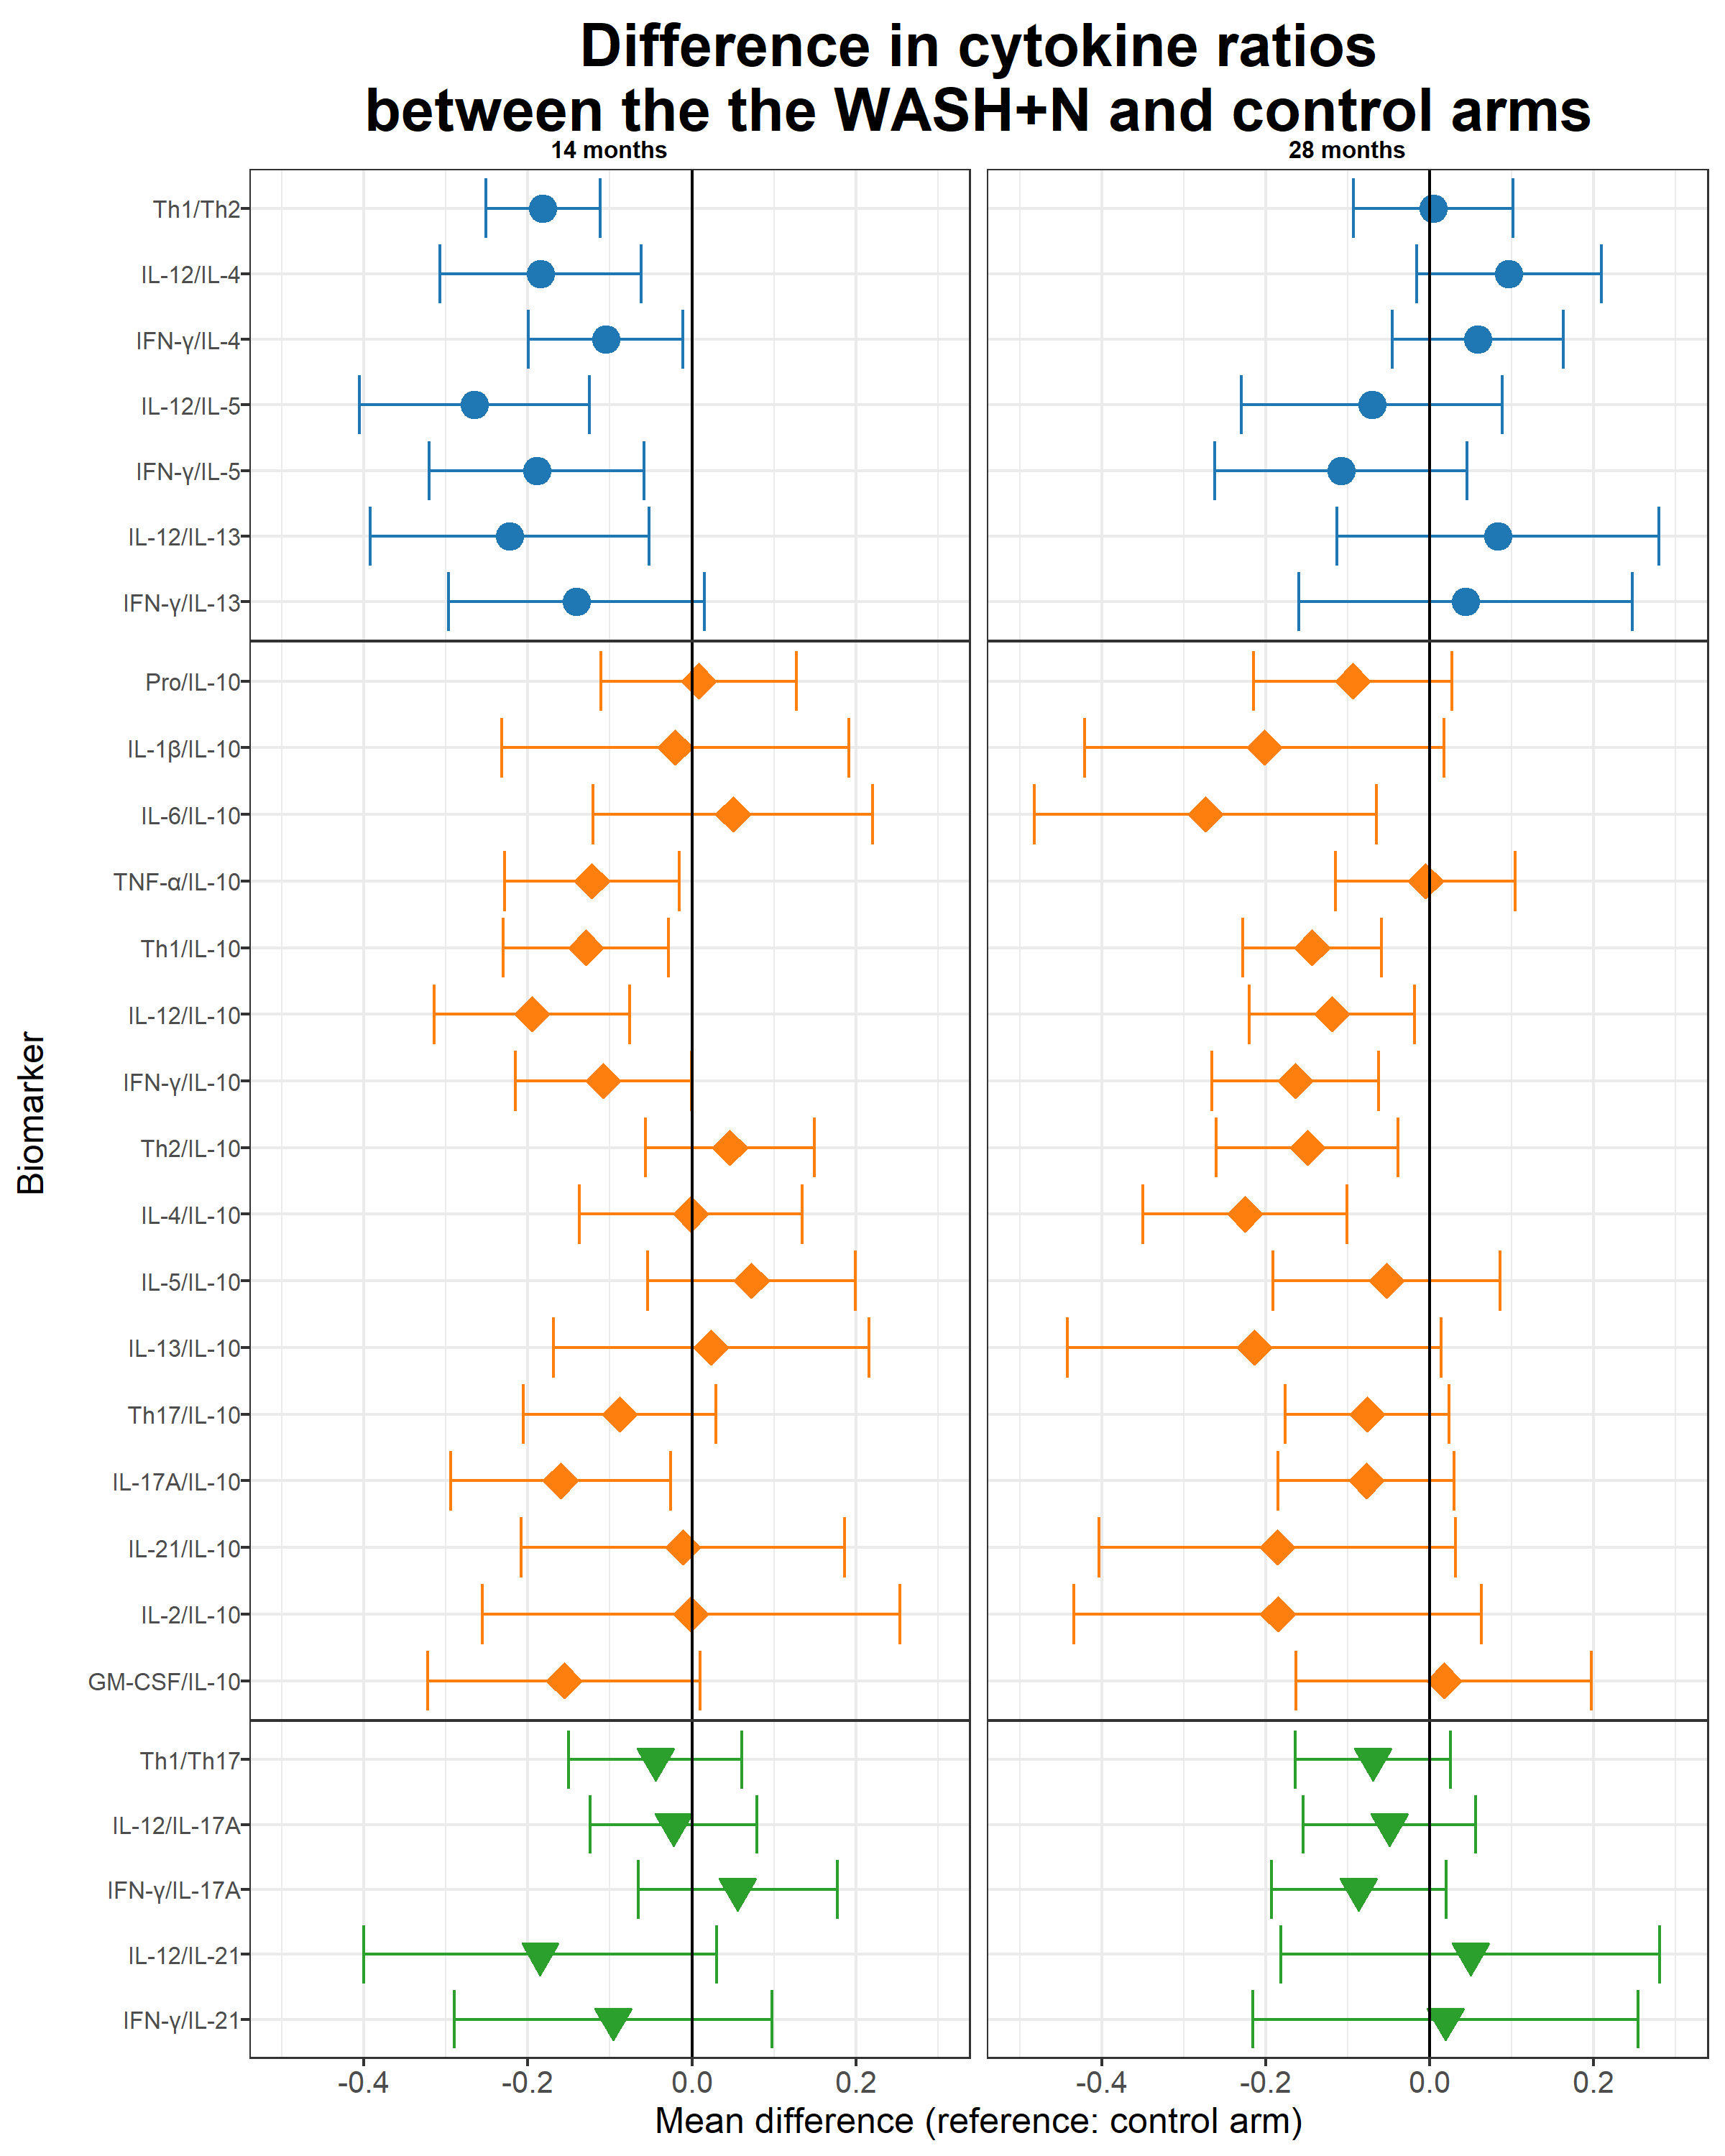 Difference in cytokine ratios
between the the WASH+N and control arms
14 months
28 months
Biomarker
Th1/Th2
IL-12/IL-4
IFN-γ/IL-4
IL-12/IL-5
IFN-γ/IL-5
IL-12/IL-13
IFN-γ/IL-13
Pro/IL-10
IL-1β/IL-10
IL-6/IL-10
TNF-α/IL-10
Th1/IL-10
IL-12/IL-10
IFN-γ/IL-10
Th2/IL-10
IL-4/IL-10
IL-5/IL-10
IL-13/IL-10
Th17/IL-10
IL-17A/IL-10
IL-21/IL-10
IL-2/IL-10
GM-CSF/IL-10
Th1/Th17
IL-12/IL-17A
IFN-γ/IL-17A
IL-12/IL-21
IFN-γ/IL-21
-0.4 -0.2 0.0 0.2
-0.4 -0.2 0.0 0.2
Mean difference (reference: control arm)